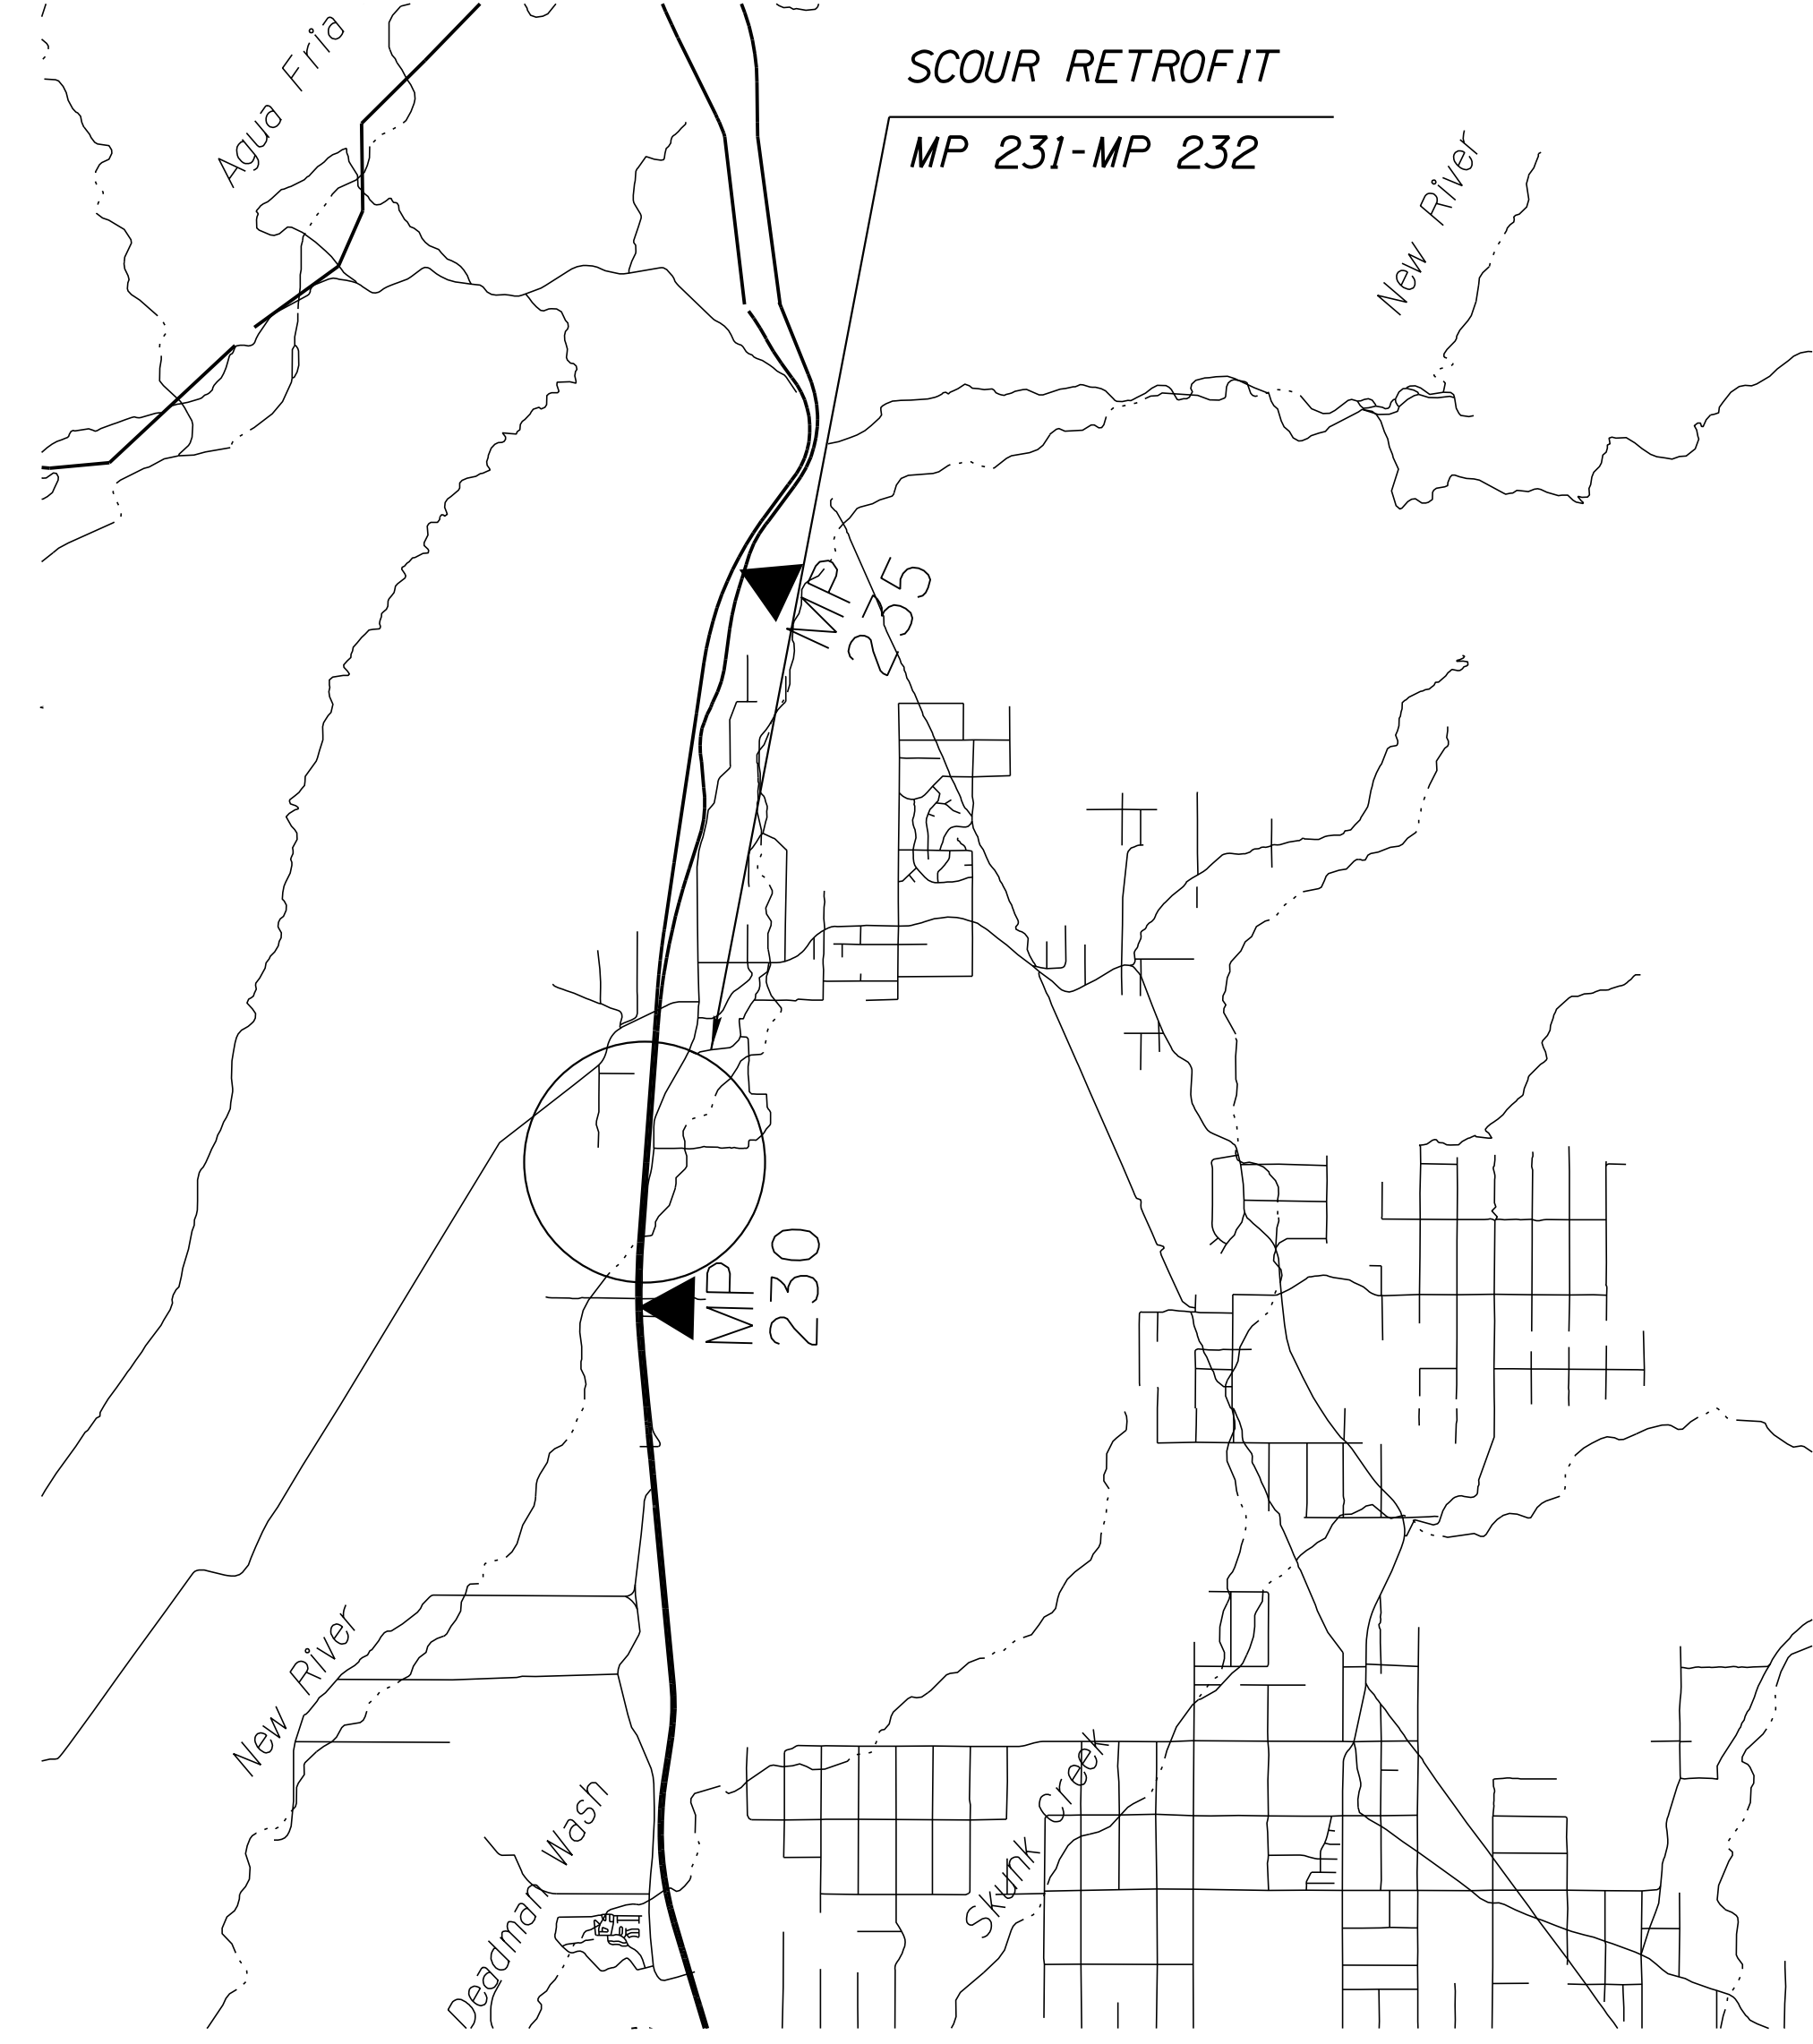 SCOUR RETROFIT
MP 231-MP 232
Agua Fria
New River
MP
235
MP
230
New River
Deadman Wash
Skunk Creek